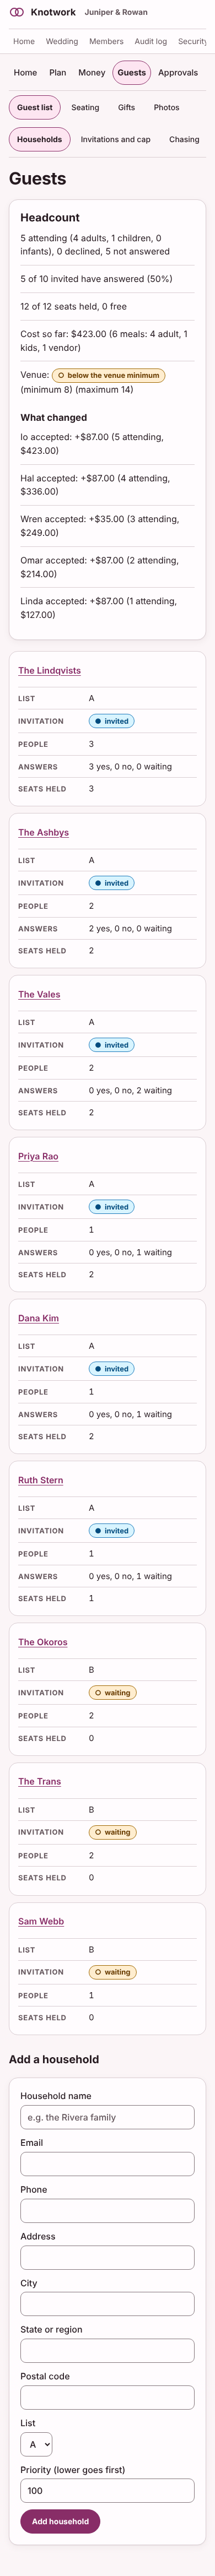 Knotwork Juniper & Rowan
Home Wedding Members Audit log Security
Home Plan Money Guests Approvals
Guest list Seating Gifts Photos
Households Invitations and cap Chasing
Guests
Headcount
5 attending (4 adults, 1 children, 0
infants), 0 declined, 5 not answered
5 of 10 invited have answered (50%)
12 of 12 seats held, 0 free
Cost so far: $423.00 (6 meals: 4 adult, 1
kids, 1 vendor)
Venue: below the venue minimum
(minimum 8) (maximum 14)
What changed
Io accepted: +$87.00 (5 attending,
$423.00)
Hal accepted: +$87.00 (4 attending,
$336.00)
Wren accepted: +$35.00 (3 attending,
$249.00)
Omar accepted: +$87.00 (2 attending,
$214.00)
Linda accepted: +$87.00 (1 attending,
$127.00)
The Lindqvists
LIST A
INVITATION invited
PEOPLE 3
ANSWERS 3 yes, 0 no, 0 waiting
SEATS HELD 3
The Ashbys
LIST A
INVITATION invited
PEOPLE 2
ANSWERS 2 yes, 0 no, 0 waiting
SEATS HELD 2
The Vales
LIST A
INVITATION invited
PEOPLE 2
ANSWERS 0 yes, 0 no, 2 waiting
SEATS HELD 2
Priya Rao
LIST A
INVITATION invited
PEOPLE 1
ANSWERS 0 yes, 0 no, 1 waiting
SEATS HELD 2
Dana Kim
LIST A
INVITATION invited
PEOPLE 1
ANSWERS 0 yes, 0 no, 1 waiting
SEATS HELD 2
Ruth Stern
LIST A
INVITATION invited
PEOPLE 1
ANSWERS 0 yes, 0 no, 1 waiting
SEATS HELD 1
The Okoros
LIST B
INVITATION waiting
PEOPLE 2
SEATS HELD 0
The Trans
LIST B
INVITATION waiting
PEOPLE 2
SEATS HELD 0
Sam Webb
LIST B
INVITATION waiting
PEOPLE 1
SEATS HELD 0
Add a household
Household name
e.g. the Rivera family
Email
Phone
Address
City
State or region
Postal code
List
A
Priority (lower goes first)
100
Add household